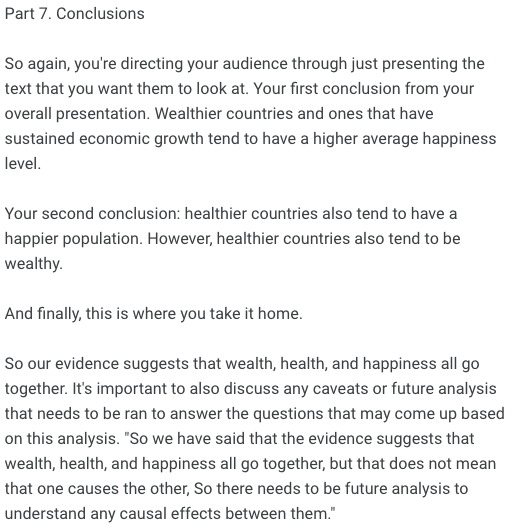 Part 7. Conclusions
So again, you're directing your audience through just presenting the
text that you want them to look at. Your first conclusion from your
overall presentation. Wealthier countries and ones that have
sustained economic growth tend to have a higher average happiness
level.
Your second conclusion: healthier countries also tend to have a
happier population. However, healthier countries also tend to be
wealthy.
And finally, this is where you take it home.
So our evidence suggests that wealth, health, and happiness all go
together. It's important to also discuss any caveats or future analysis
that needs to be ran to answer the questions that may come up based
on this analysis. "So we have said that the evidence suggests that
wealth, health, and happiness all go together, but that does not mean
that one causes the other, So there needs to be future analysis to
understand any causal effects between them."